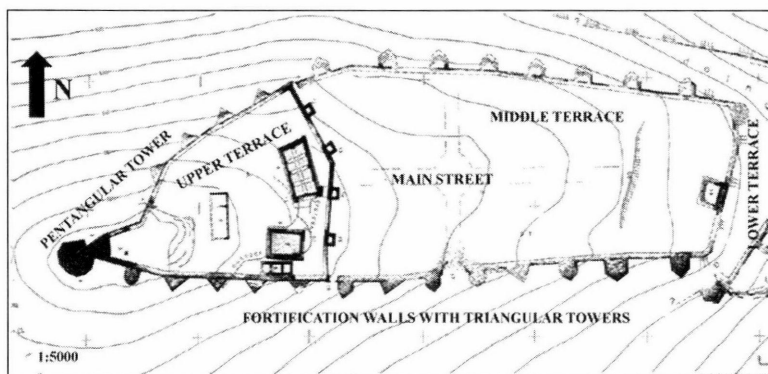 N
PENTANGULAR TOWER
UPPER TERRACE
MIDDLE TERRACE
MAIN STREET
LOWER TERRACE
FORTIFICATION WALLS WITH TRIANGULAR TOWERS
1:5000